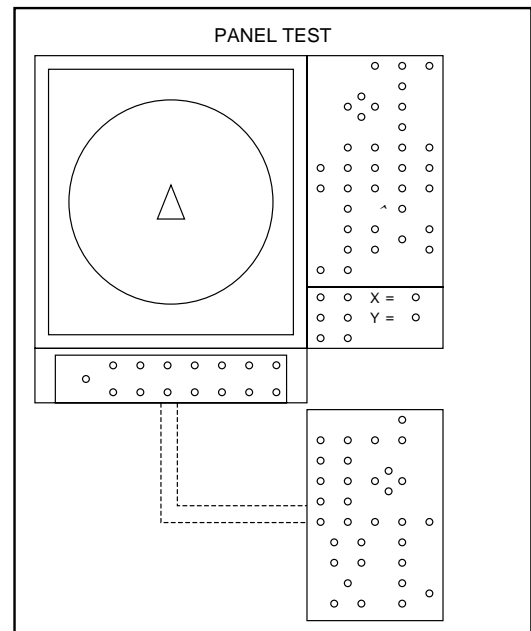 PANEL TEST
X =
Y =